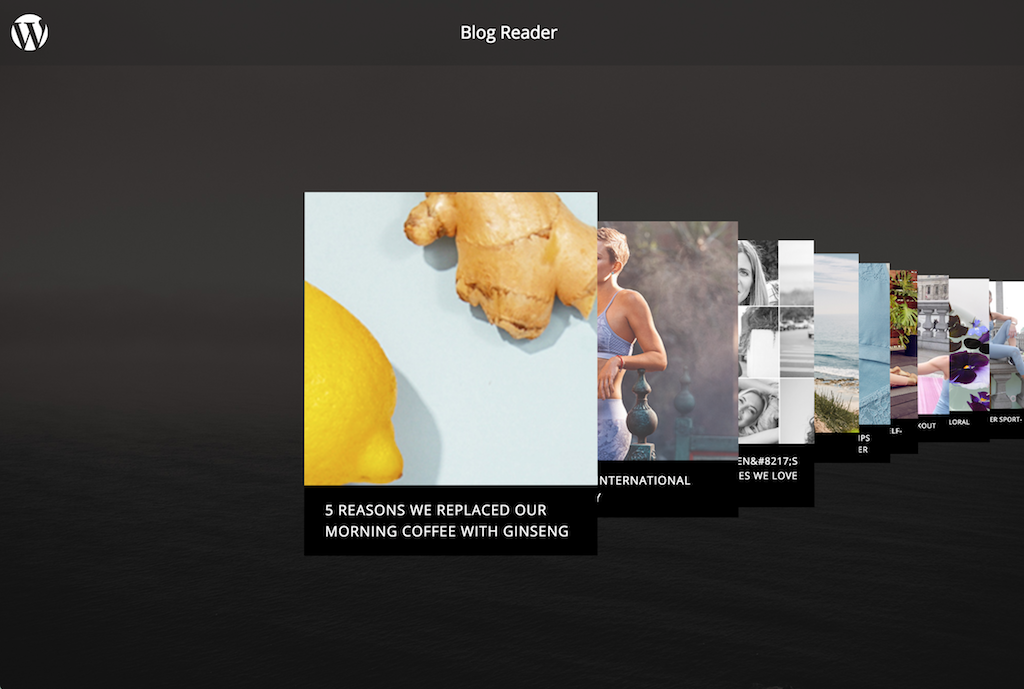 Blog Reader
5 REASONS WE REPLACED OUR
MORNING COFFEE WITH GINSENG
INTERNATIONAL
Y
EN&#8217;S
ES WE LOVE
IPS
ER
ELF-
KOUT
LORAL
ER SPORT-